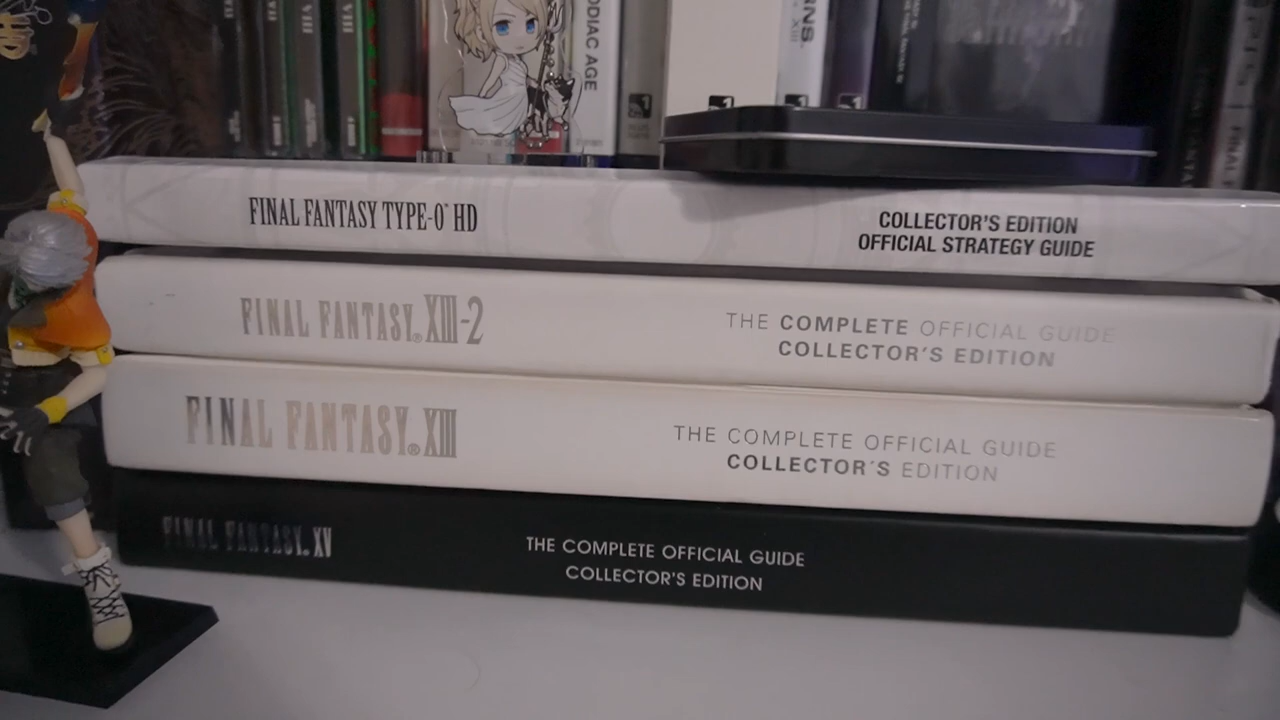 ZODIAC AGE
FINAL FANTASY TYPE-0™ HD
COLLECTOR'S EDITION
OFFICIAL STRATEGY GUIDE
FINAL FANTASY® XIII-2
THE COMPLETE OFFICIAL GUIDE
COLLECTOR'S EDITION
FINAL FANTASY® XIII
THE COMPLETE OFFICIAL GUIDE
COLLECTOR'S EDITION
FINAL FANTASY® XV
THE COMPLETE OFFICIAL GUIDE
COLLECTOR'S EDITION